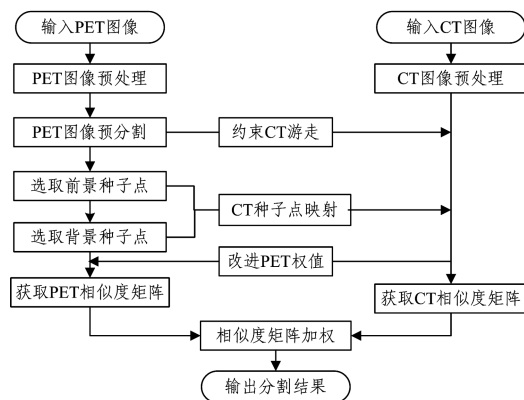 输入PET图像
输入CT图像
PET图像预处理
CT图像预处理
PET图像预分割
约束CT游走
选取前景种子点
CT种子点映射
选取背景种子点
改进PET权值
获取PET相似度矩阵
获取CT相似度矩阵
相似度矩阵加权
输出分割结果